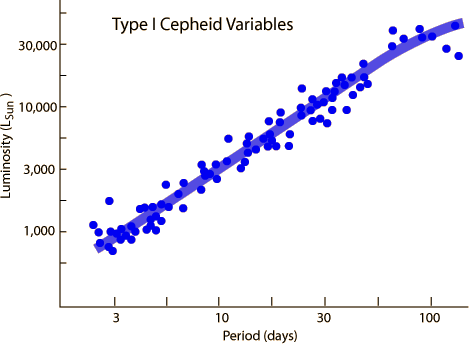 Type I Cepheid Variables
30,000
10,000
3,000
1,000
Luminosity (LSun)
3 10 30 100
Period (days)